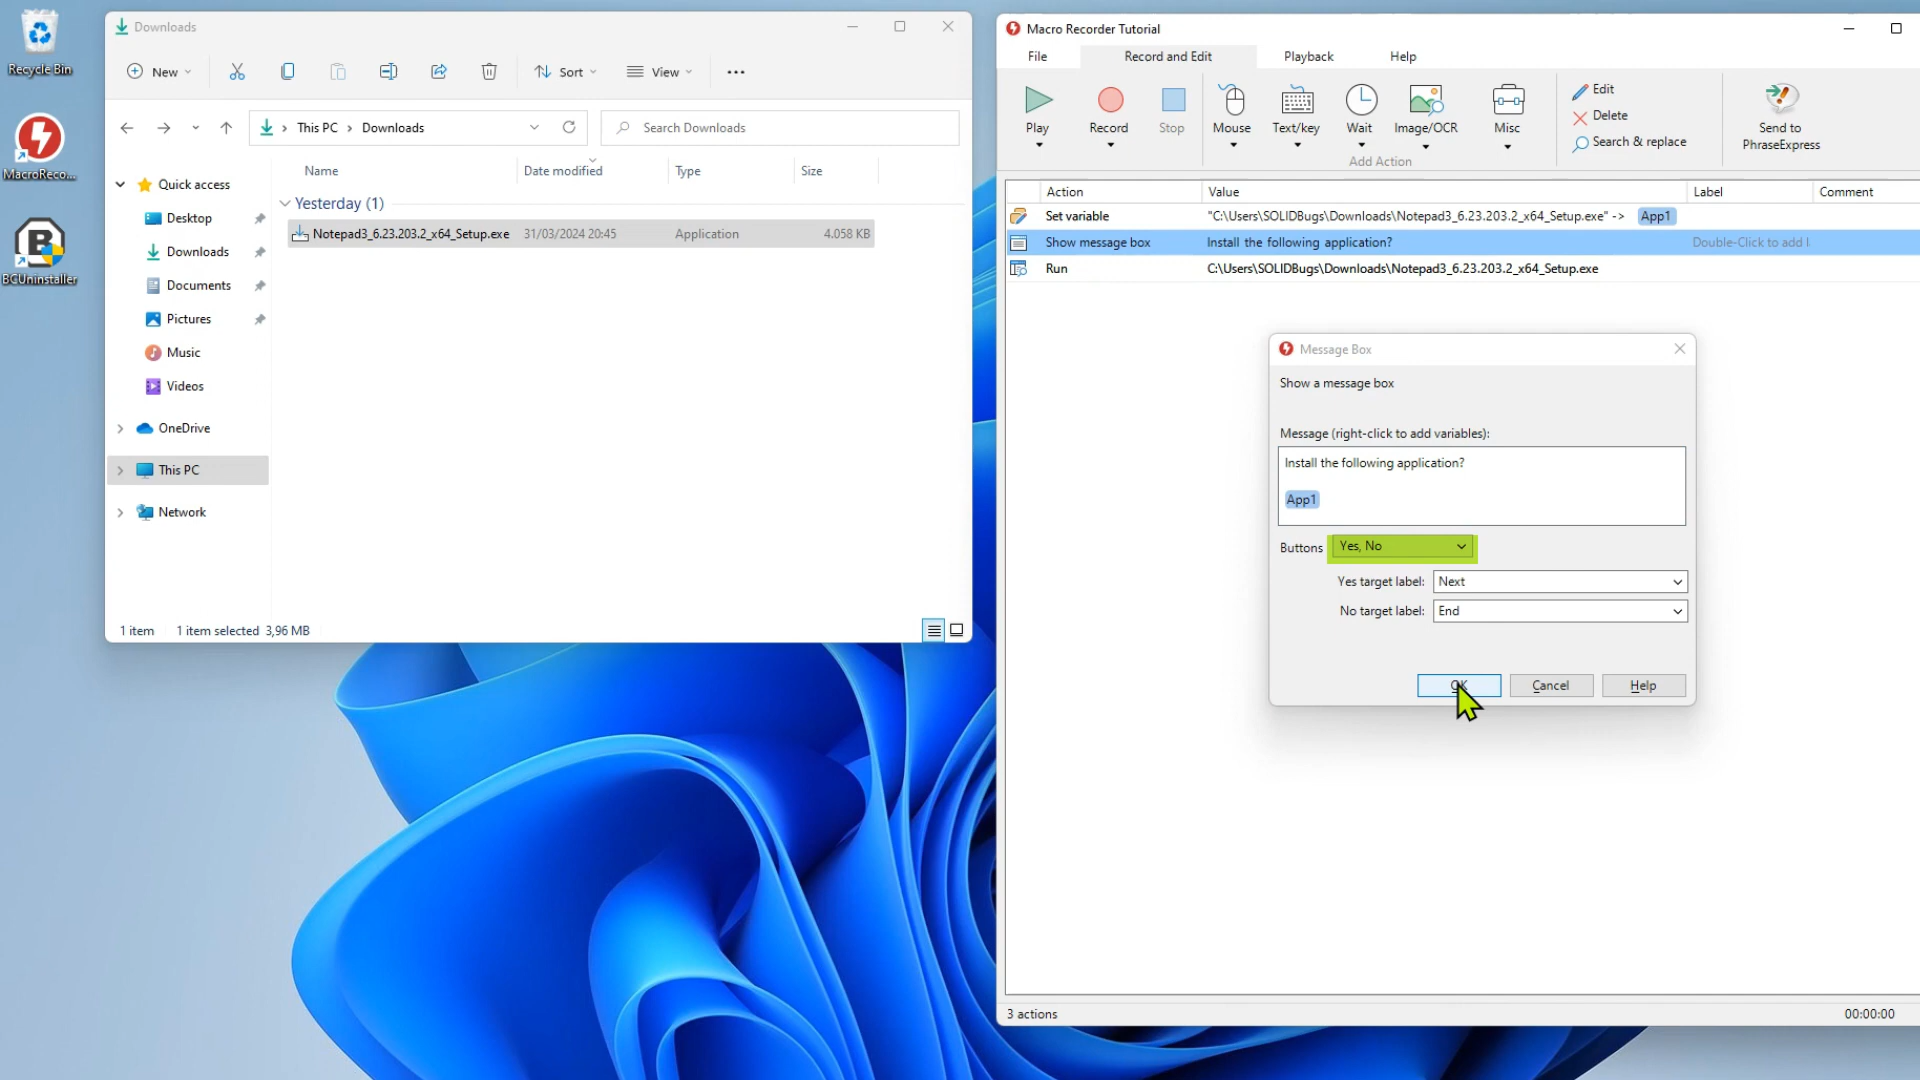 Recycle Bin
MacroReco...
BCUninstaller
Downloads
New
Sort
View
This PC
Downloads
Search Downloads
Name
Date modified
Type
Size
Quick access
Desktop
Downloads
Documents
Pictures
Music
Videos
OneDrive
This PC
Network
Yesterday (1)
Notepad3_6.23.203.2_x64_Setup.exe 31/03/2024 20:45 Application 4.058 KB
1 item 1 item selected 3,96 MB
Macro Recorder Tutorial
File
Record and Edit
Playback
Help
Play
Record
Stop
Mouse
Text/key
Wait
Image/OCR
Misc
Add Action
Edit
Delete
Search & replace
Send to
PhraseExpress
Action
Value
Label
Comment
Set variable "C:\Users\SOLIDBugs\Downloads\Notepad3_6.23.203.2_x64_Setup.exe" -> App1
Show message box Install the following application? Double-Click to add l
Run C:\Users\SOLIDBugs\Downloads\Notepad3_6.23.203.2_x64_Setup.exe
Message Box
Show a message box
Message (right-click to add variables):
Install the following application?
App1
Buttons Yes, No
Yes target label: Next
No target label: End
OK
Cancel
Help
3 actions
00:00:00